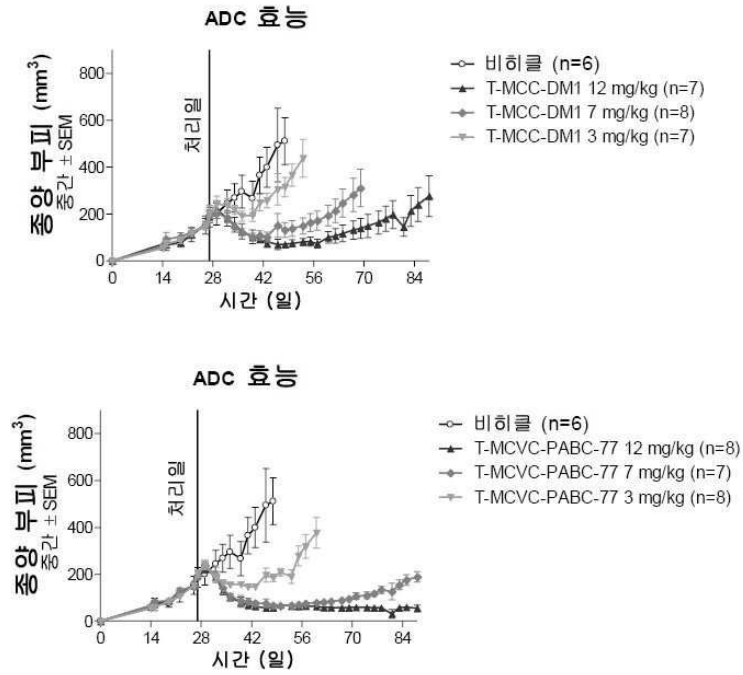 ADC 효능
종양 부피 (mm³)
중간 ± SEM
800
600
400
200
0
처리일
0 14 28 42 56 69 84
시간 (일)
비히클 (n=6)
T-MCC-DM1 12 mg/kg (n=7)
T-MCC-DM1 7 mg/kg (n=8)
T-MCC-DM1 3 mg/kg (n=7)
ADC 효능
종양 부피 (mm³)
중간 ± SEM
800
600
400
200
0
처리일
0 14 28 42 56 70 84
시간 (일)
비히클 (n=6)
T-MCVC-PABC-77 12 mg/kg (n=8)
T-MCVC-PABC-77 7 mg/kg (n=7)
T-MCVC-PABC-77 3 mg/kg (n=8)